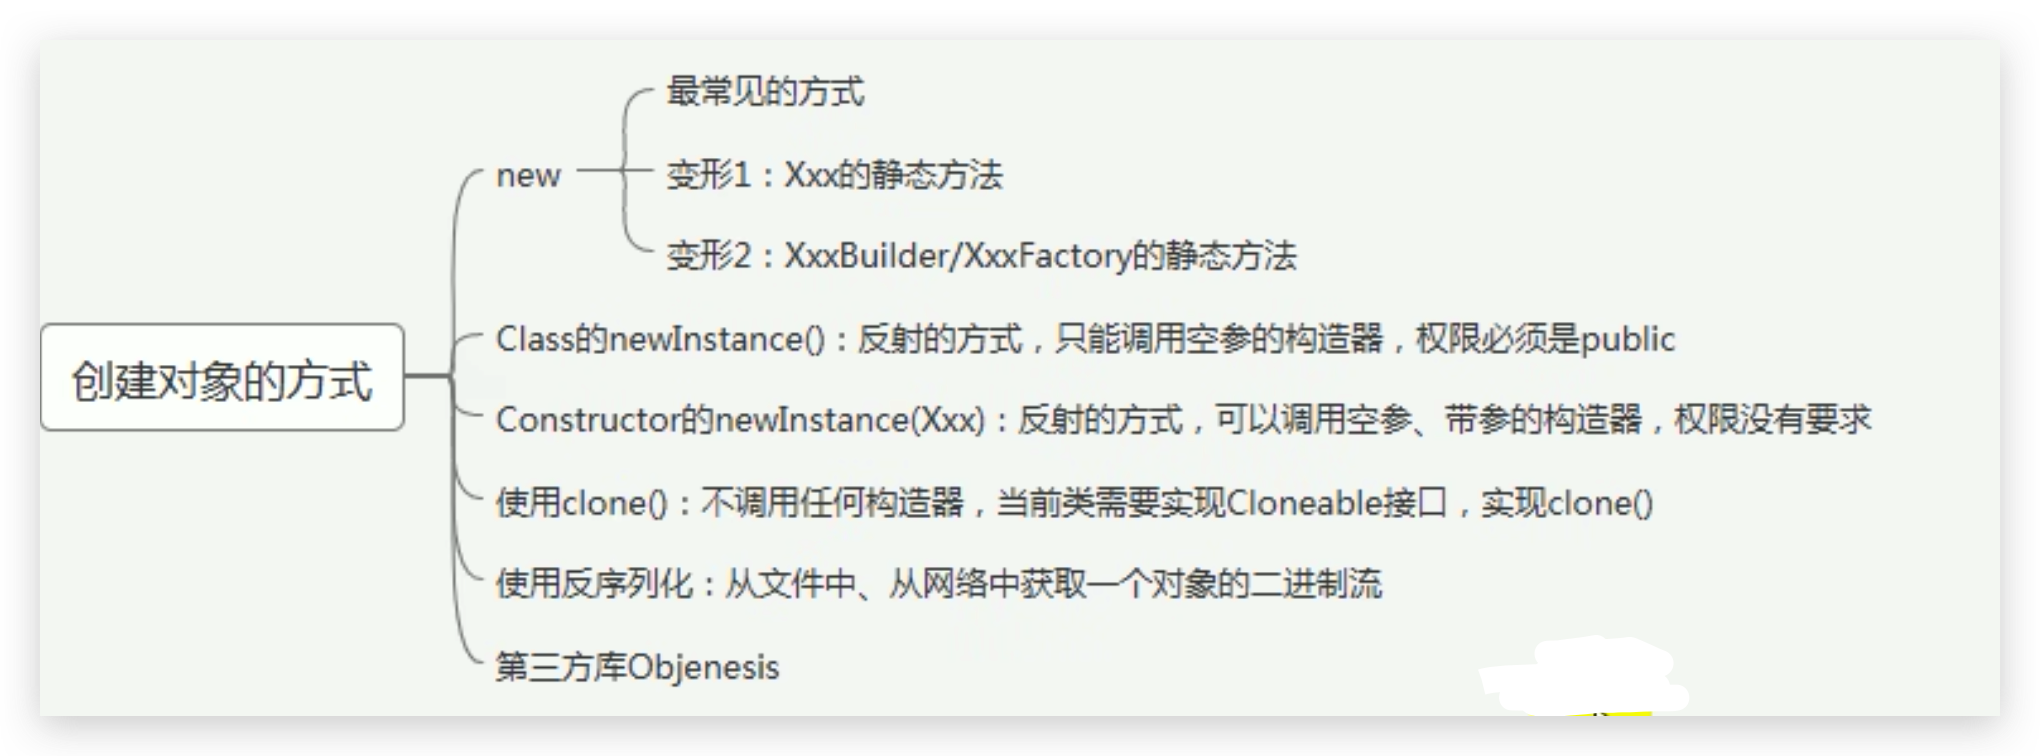 创建对象的方式
new
最常见的方式
变形1：Xxx的静态方法
变形2：XxxBuilder/XxxFactory的静态方法
Class的newInstance()：反射的方式，只能调用空参的构造器，权限必须是public
Constructor的newInstance(Xxx)：反射的方式，可以调用空参、带参的构造器，权限没有要求
使用clone()：不调用任何构造器，当前类需要实现Cloneable接口，实现clone()
使用反序列化：从文件中、从网络中获取一个对象的二进制流
第三方库Objenesis